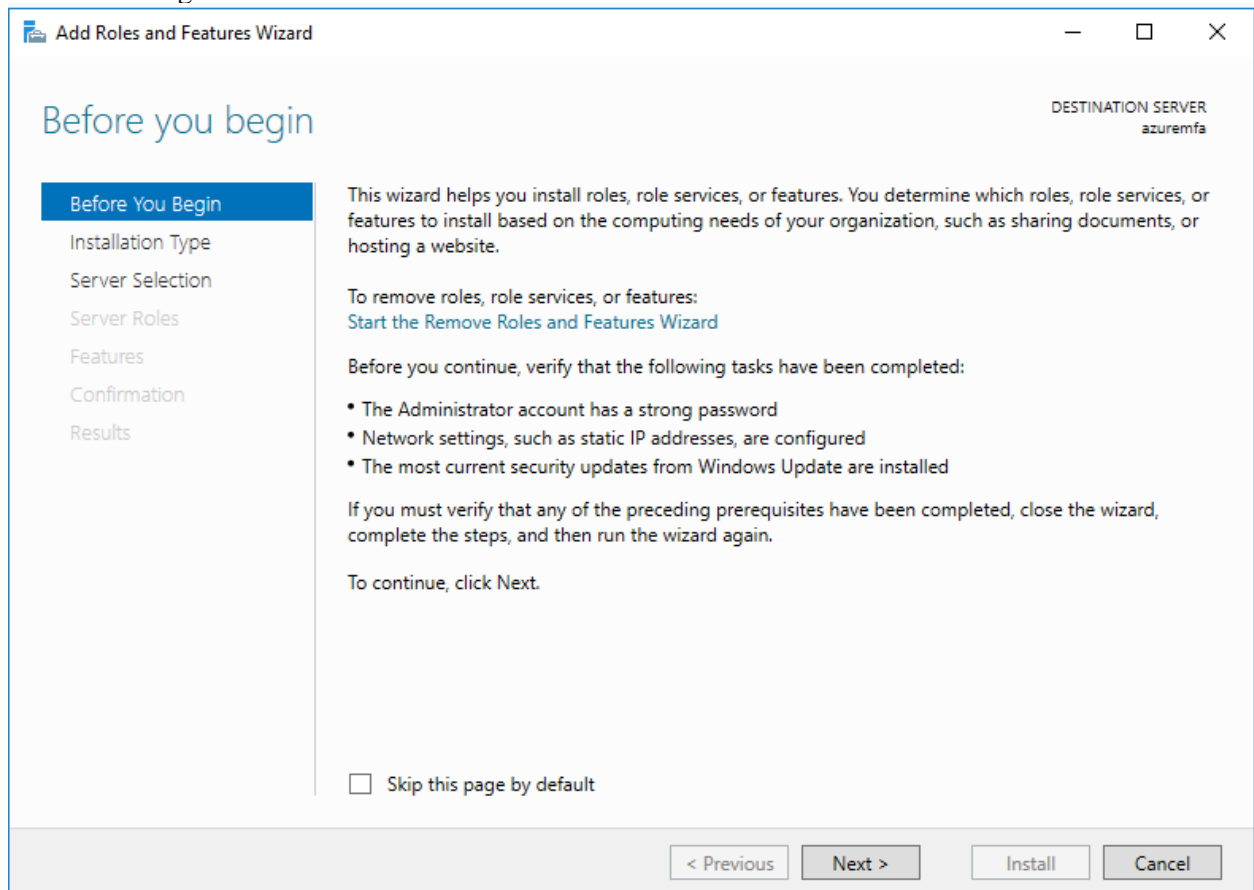 Add Roles and Features Wizard
Before you begin
DESTINATION SERVER
azuremfa
Before You Begin
Installation Type
Server Selection
Server Roles
Features
Confirmation
Results
This wizard helps you install roles, role services, or features. You determine which roles, role services, or
features to install based on the computing needs of your organization, such as sharing documents, or
hosting a website.
To remove roles, role services, or features:
Start the Remove Roles and Features Wizard
Before you continue, verify that the following tasks have been completed:
• The Administrator account has a strong password
• Network settings, such as static IP addresses, are configured
• The most current security updates from Windows Update are installed
If you must verify that any of the preceding prerequisites have been completed, close the wizard,
complete the steps, and then run the wizard again.
To continue, click Next.
Skip this page by default
< Previous
Next >
Install
Cancel